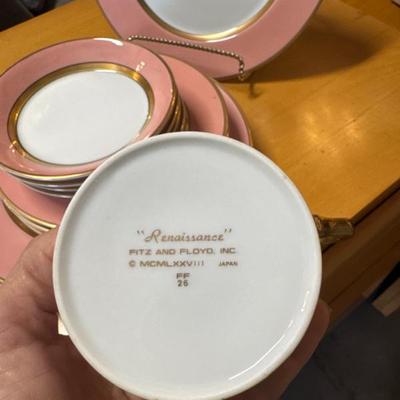 "Renaissance"
FITZ AND FLOYD, INC.
© MCMLXXVIII JAPAN
FF
26